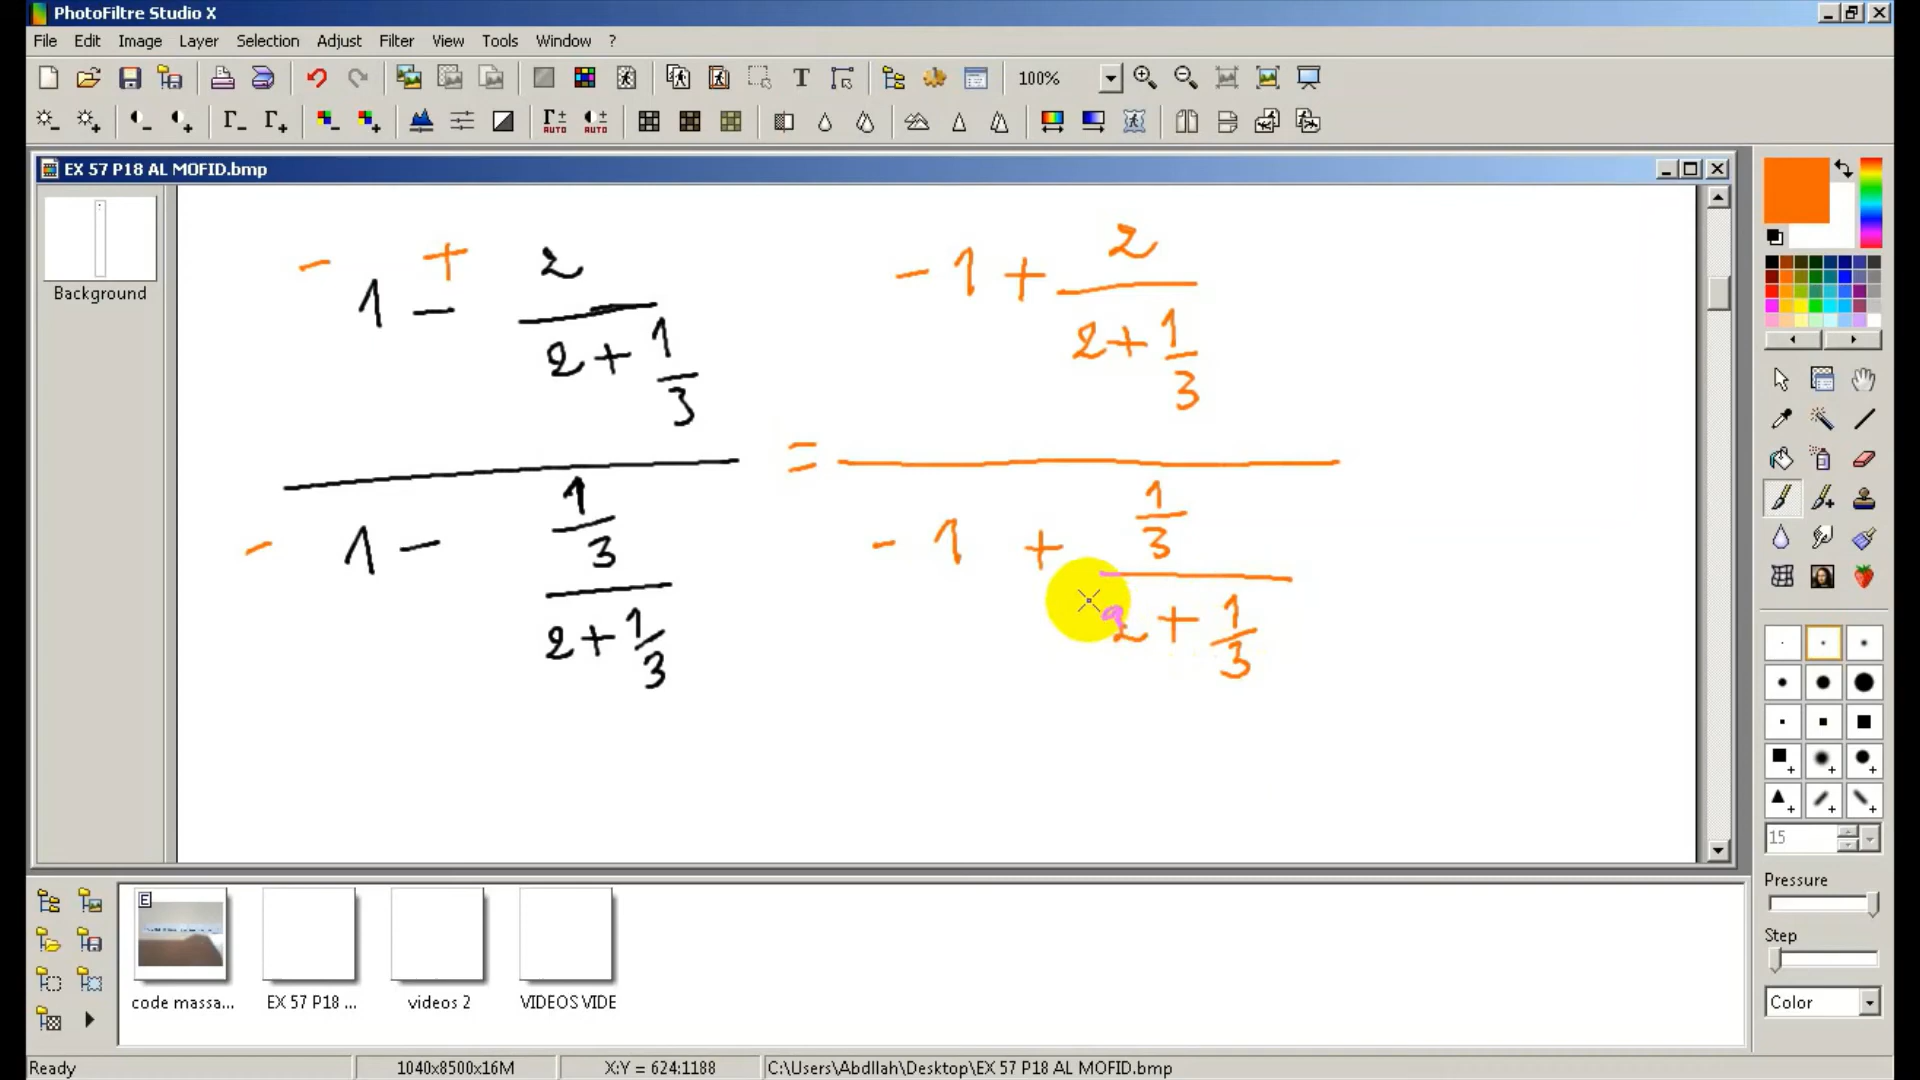 PhotoFiltre Studio X
File Edit Image Layer Selection Adjust Filter View Tools Window ?
100%
EX 57 P18 AL MOFID.bmp
Background
- + 2
1 -
2 + 1
3
- 1 - 1
3
2 + 1
3
=
- 1 + 2
2 + 1
3
- 1 + 1
3
2 + 1
3
15
Pressure
Step
Color
code massa...
EX 57 P18 ...
videos 2
VIDEOS VIDE
Ready 1040x8500x16M X:Y = 624:1188 C:\Users\Abdllah\Desktop\EX 57 P18 AL MOFID.bmp